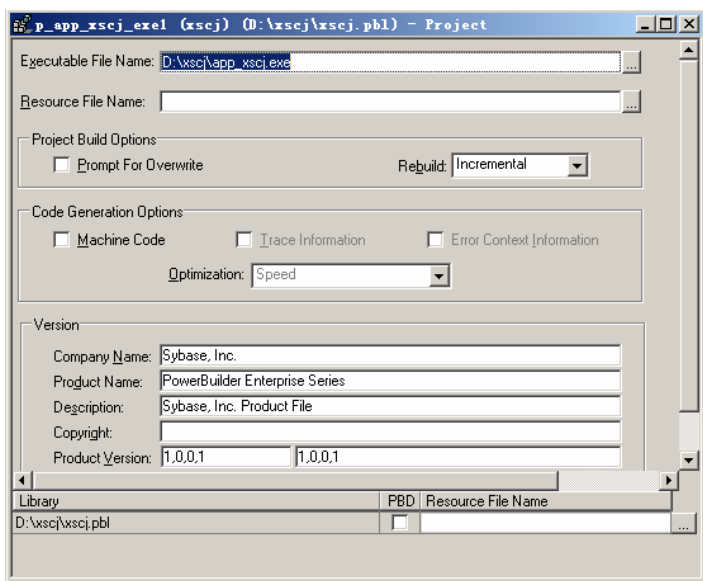 p_app_xscj_exe1 (xscj) (D:\xscj\xscj.pbl) - Project
Executable File Name: D:\xscj\app_xscj.exe ...
Resource File Name: ...
Project Build Options
Prompt For Overwrite Rebuild: Incremental
Code Generation Options
Machine Code Trace Information Error Context Information
Optimization: Speed
Version
Company Name: Sybase, Inc.
Product Name: PowerBuilder Enterprise Series
Description: Sybase, Inc. Product File
Copyright:
Product Version: 1,0,0,1 1,0,0,1
Library PBD Resource File Name
D:\xscj\xscj.pbl ...